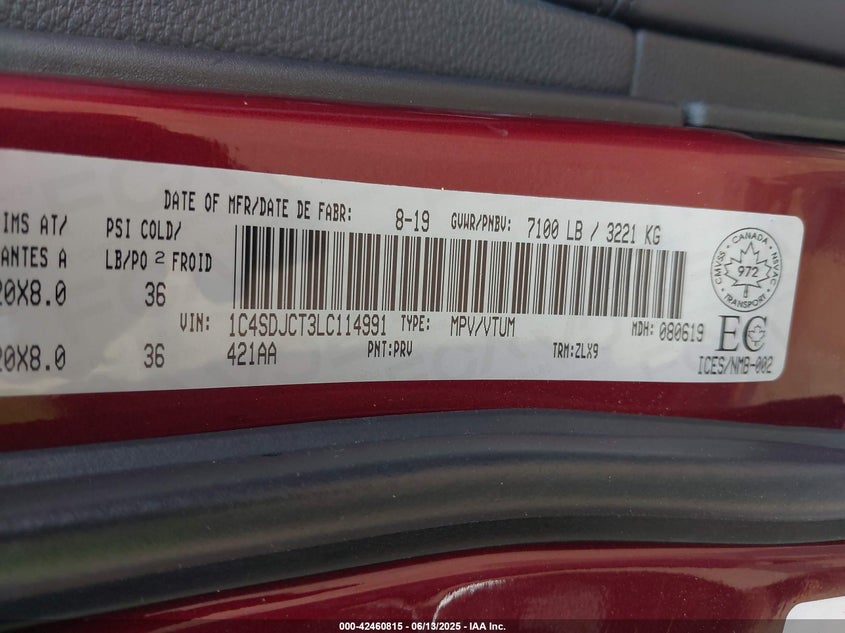 DATE OF MFR/DATE DE FABR: 8-19 GVWR/PNBV: 7100 LB / 3221 KG
IMS AT/ PSI COLD/
ANTES A LB/PO 2 FROID
20X8.0 36
VIN: 1C4SDJCT3LC114991 TYPE: MPV/VTUM MDH: 080619
20X8.0 36 421AA PNT:PRV TRM:ZLX9
CANADA
CMVSS NSVAC
972
TRANSPORT
EC
ICES/NMB-002
000-42460815 - 06/13/2025 - IAA Inc.